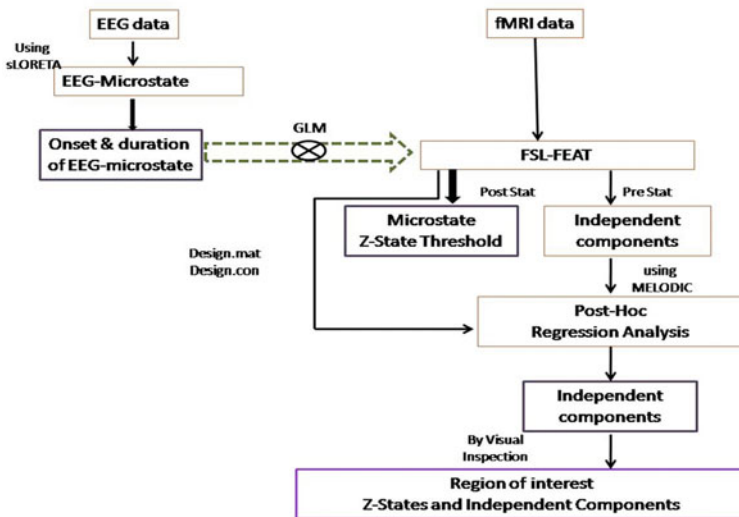 EEG data
fMRI data
Using
sLORETA
EEG-Microstate
Onset & duration
of EEG-microstate
GLM
FSL-FEAT
Post Stat
Pre Stat
Microstate
Z-State Threshold
Independent
components
Design.mat
Design.con
using
MELODIC
Post-Hoc
Regression Analysis
Independent
components
By Visual
Inspection
Region of interest
Z-States and Independent Components